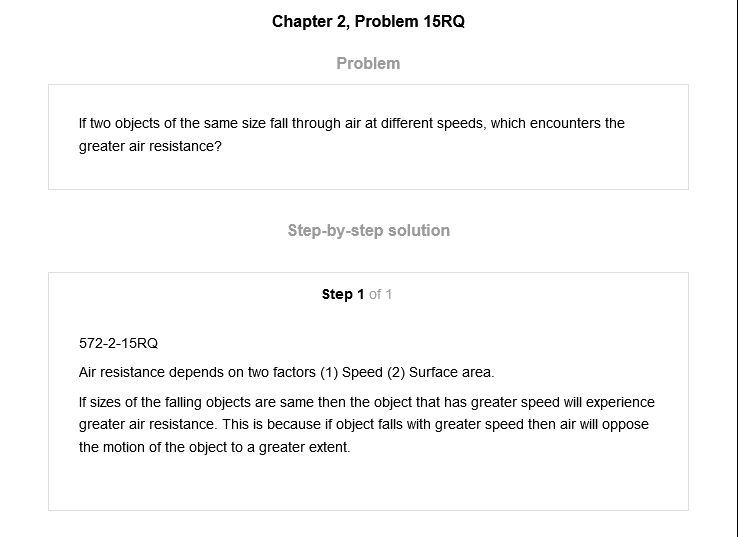 Chapter 2, Problem 15RQ
Problem
If two objects of the same size fall through air at different speeds, which encounters the
greater air resistance?
Step-by-step solution
Step 1 of 1
572-2-15RQ
Air resistance depends on two factors (1) Speed (2) Surface area.
If sizes of the falling objects are same then the object that has greater speed will experience
greater air resistance. This is because if object falls with greater speed then air will oppose
the motion of the object to a greater extent.